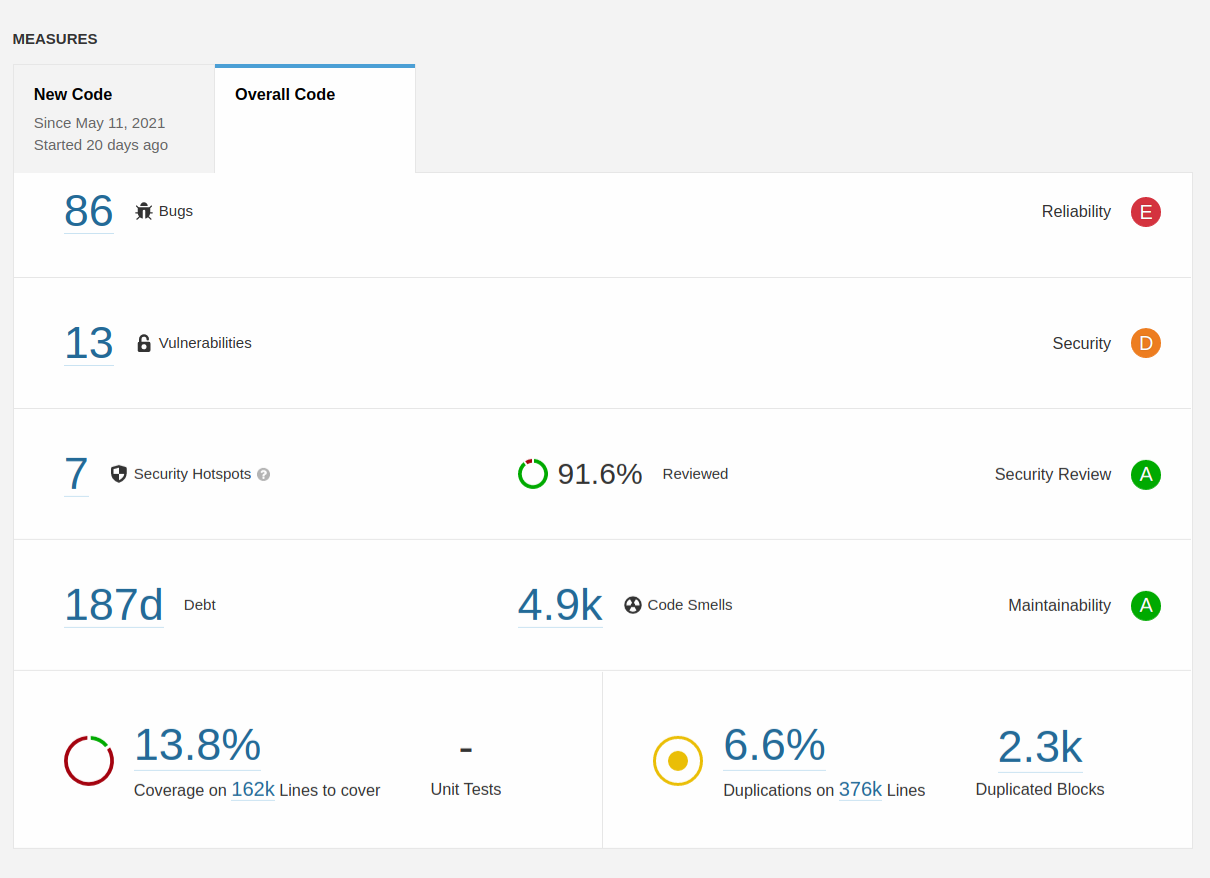 MEASURES
New Code
Since May 11, 2021
Started 20 days ago
Overall Code
86 Bugs
Reliability E
13 Vulnerabilities
Security D
7 Security Hotspots ?
91.6% Reviewed
Security Review A
187d Debt
4.9k Code Smells
Maintainability A
13.8%
Coverage on 162k Lines to cover
-
Unit Tests
6.6%
Duplications on 376k Lines
2.3k
Duplicated Blocks